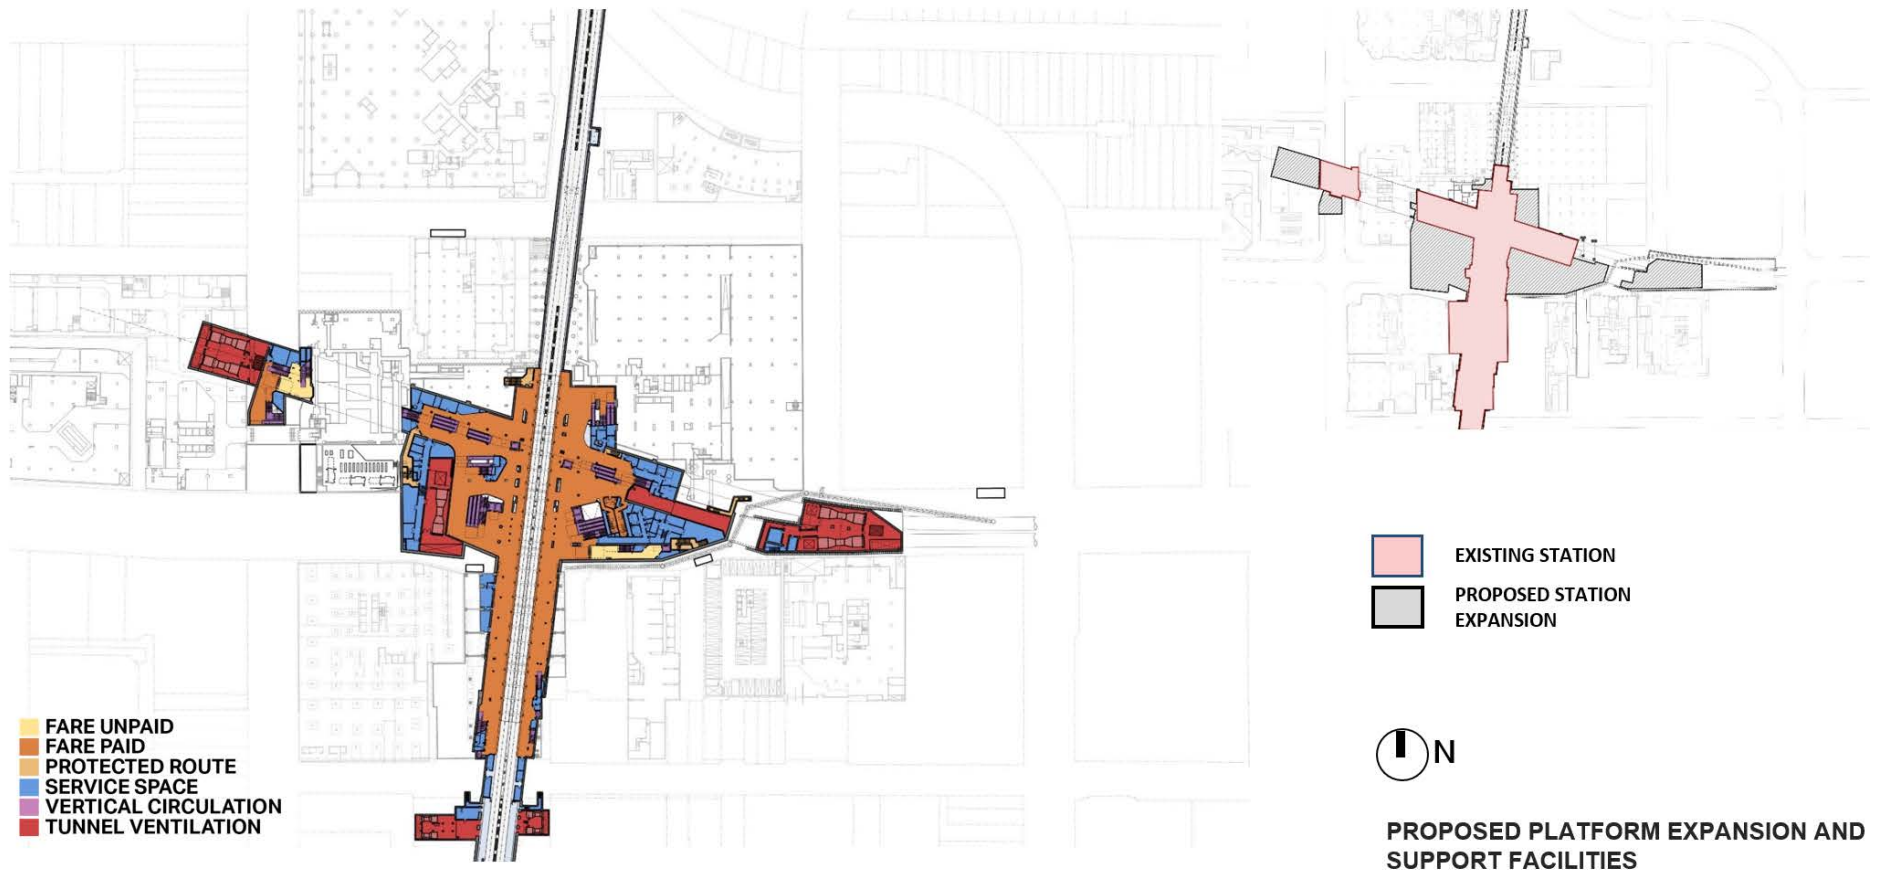 FARE UNPAID
FARE PAID
PROTECTED ROUTE
SERVICE SPACE
VERTICAL CIRCULATION
TUNNEL VENTILATION
EXISTING STATION
PROPOSED STATION
EXPANSION
N
PROPOSED PLATFORM EXPANSION AND
SUPPORT FACILITIES